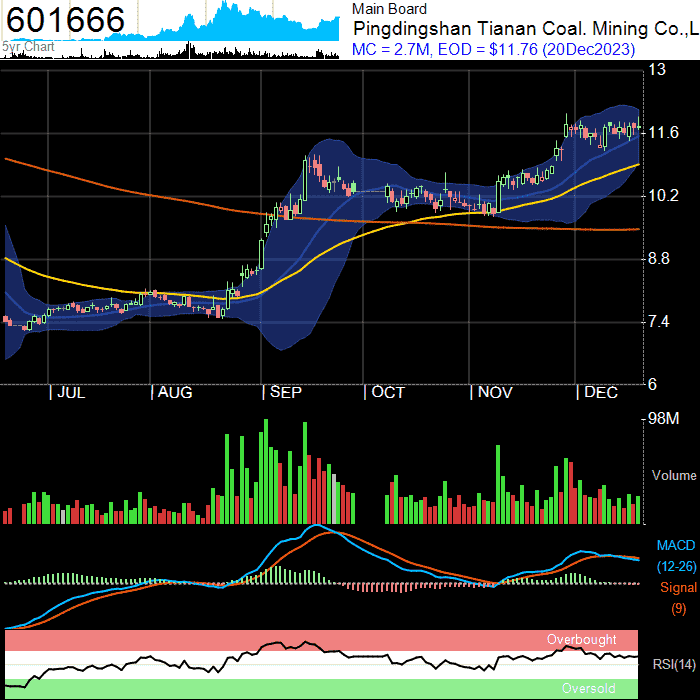 601666
5yr Chart
Main Board
Pingdingshan Tianan Coal. Mining Co.,L
MC = 2.7M, EOD = $11.76 (20Dec2023)
13
11.6
10.2
8.8
7.4
6
| JUL | AUG | SEP | OCT | NOV | DEC
98M
Volume
MACD
(12-26)
Signal
(9)
Overbought
RSI(14)
Oversold